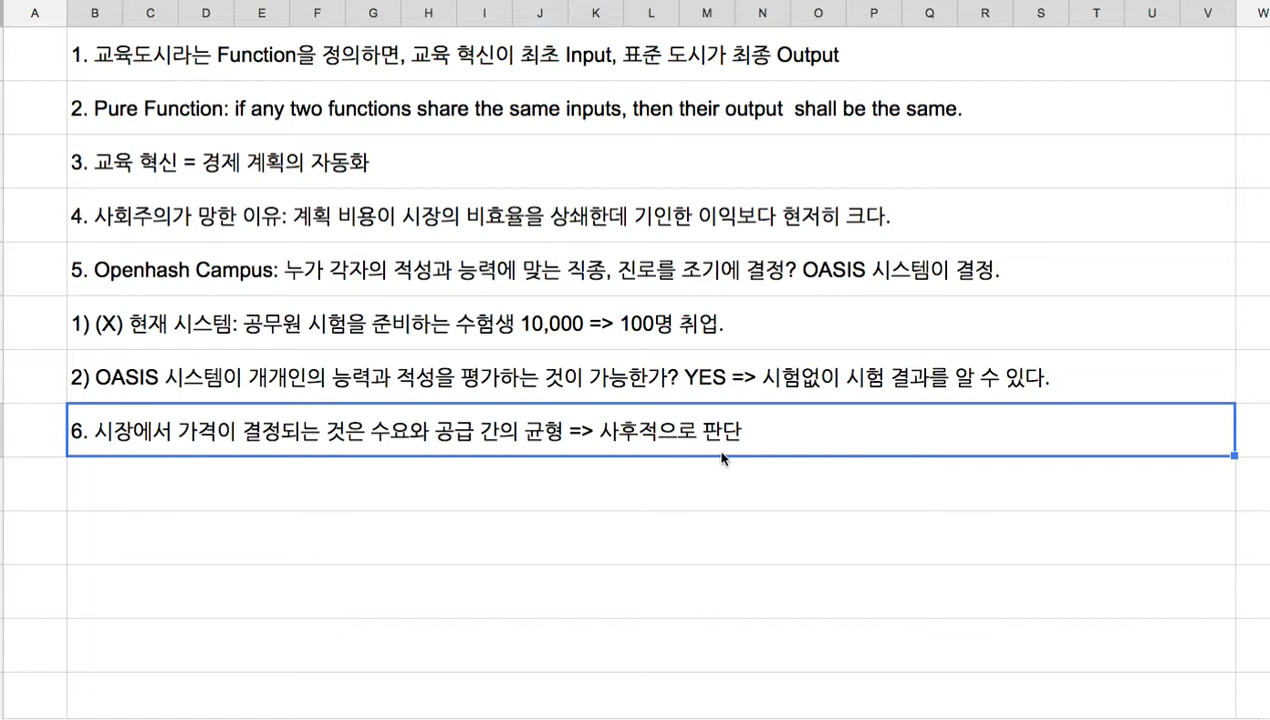 A B C D E F G H I J K L M N O P Q R S T U V W
1. 교육도시라는 Function을 정의하면, 교육 혁신이 최초 Input, 표준 도시가 최종 Output
2. Pure Function: if any two functions share the same inputs, then their output  shall be the same.
3. 교육 혁신 = 경제 계획의 자동화
4. 사회주의가 망한 이유: 계획 비용이 시장의 비효율을 상쇄한데 기인한 이익보다 현저히 크다.
5. Openhash Campus: 누가 각자의 적성과 능력에 맞는 직종, 진로를 조기에 결정? OASIS 시스템이 결정.
1) (X) 현재 시스템: 공무원 시험을 준비하는 수험생 10,000 => 100명 취업.
2) OASIS 시스템이 개개인의 능력과 적성을 평가하는 것이 가능한가? YES => 시험없이 시험 결과를 알 수 있다.
6. 시장에서 가격이 결정되는 것은 수요와 공급 간의 균형 => 사후적으로 판단